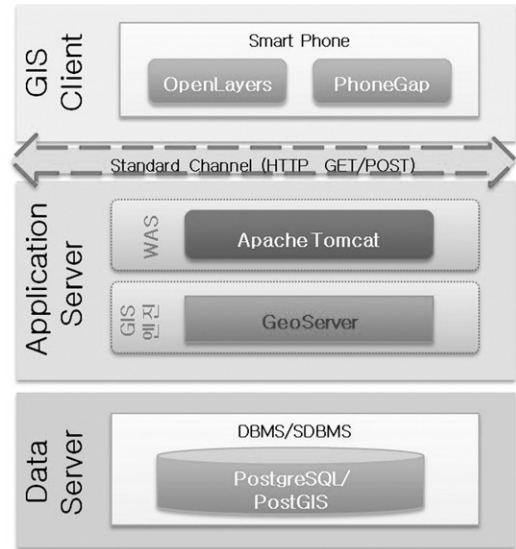 GIS
Client
Smart Phone
OpenLayers
PhoneGap
Standard Channel (HTTP GET/POST)
Application
Server
WAS
Apache Tomcat
GIS
엔진
GeoServer
Data
Server
DBMS/SDBMS
PostgreSQL/
PostGIS